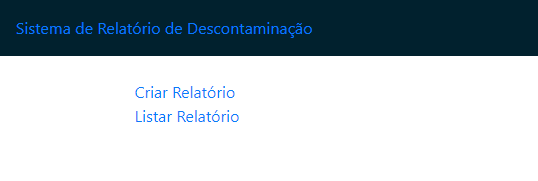 Sistema de Relatório de Descontaminação
Criar Relatório
Listar Relatório